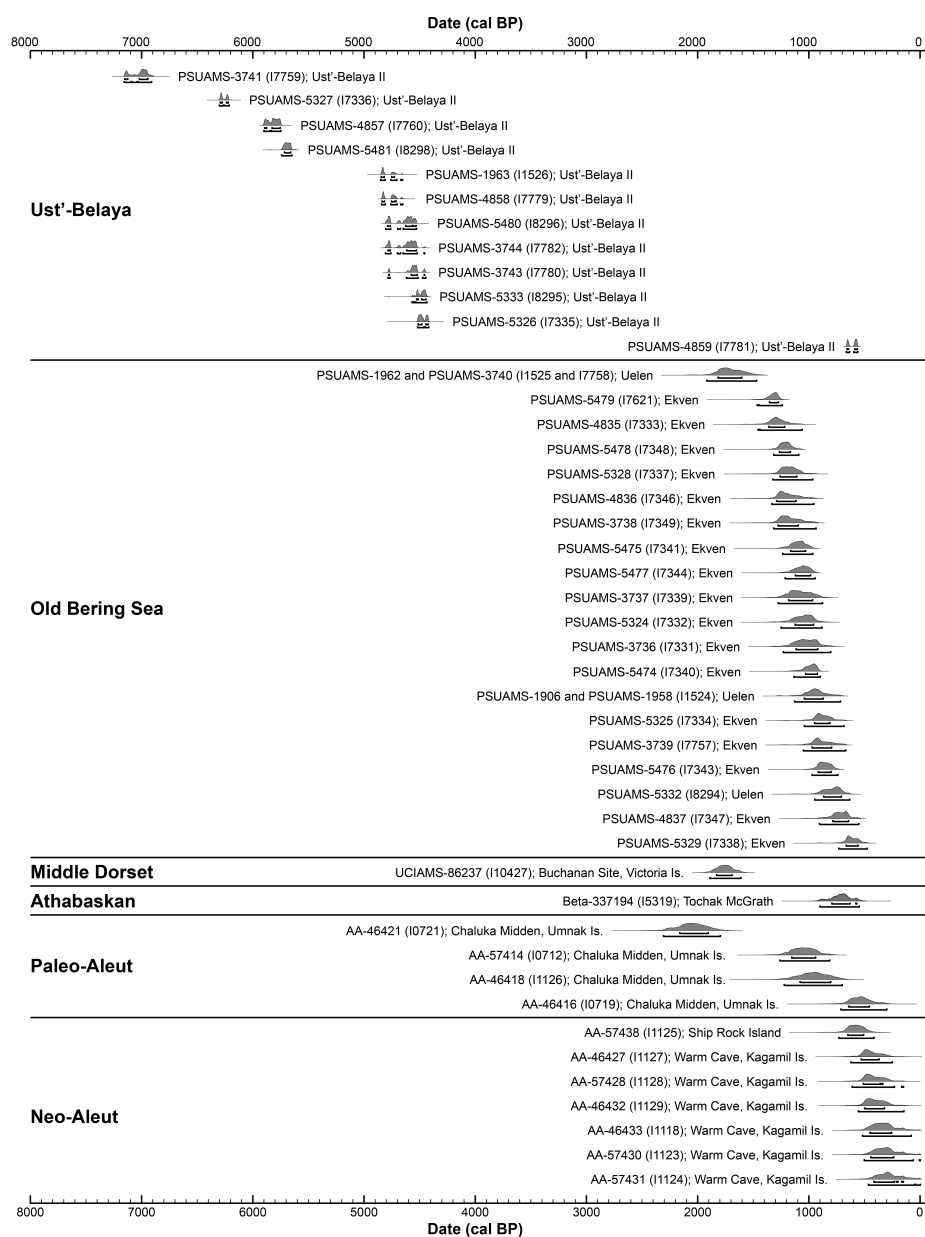 Date (cal BP)
8000 7000 6000 5000 4000 3000 2000 1000 0
PSUAMS-3741 (I7759); Ust'-Belaya II
PSUAMS-5327 (I7336); Ust'-Belaya II
PSUAMS-4857 (I7760); Ust'-Belaya II
PSUAMS-5481 (I8298); Ust'-Belaya II
PSUAMS-1963 (I1526); Ust'-Belaya II
PSUAMS-4858 (I7779); Ust'-Belaya II
Ust'-Belaya
PSUAMS-5480 (I8296); Ust'-Belaya II
PSUAMS-3744 (I7782); Ust'-Belaya II
PSUAMS-3743 (I7780); Ust'-Belaya II
PSUAMS-5333 (I8295); Ust'-Belaya II
PSUAMS-5326 (I7335); Ust'-Belaya II
PSUAMS-4859 (I7781); Ust'-Belaya II
PSUAMS-1962 and PSUAMS-3740 (I1525 and I7758); Uelen
PSUAMS-5479 (I7621); Ekven
PSUAMS-4835 (I7333); Ekven
PSUAMS-5478 (I7348); Ekven
PSUAMS-5328 (I7337); Ekven
PSUAMS-4836 (I7346); Ekven
PSUAMS-3738 (I7349); Ekven
PSUAMS-5475 (I7341); Ekven
PSUAMS-5477 (I7344); Ekven
PSUAMS-3737 (I7339); Ekven
Old Bering Sea
PSUAMS-5324 (I7332); Ekven
PSUAMS-3736 (I7331); Ekven
PSUAMS-5474 (I7340); Ekven
PSUAMS-1906 and PSUAMS-1958 (I1524); Uelen
PSUAMS-5325 (I7334); Ekven
PSUAMS-3739 (I7757); Ekven
PSUAMS-5476 (I7343); Ekven
PSUAMS-5332 (I8294); Uelen
PSUAMS-4837 (I7347); Ekven
PSUAMS-5329 (I7338); Ekven
Middle Dorset
UCIAMS-86237 (I10427); Buchanan Site, Victoria Is.
Athabaskan
Beta-337194 (I5319); Tochak McGrath
AA-46421 (I0721); Chaluka Midden, Umnak Is.
AA-57414 (I0712); Chaluka Midden, Umnak Is.
Paleo-Aleut
AA-46418 (I1126); Chaluka Midden, Umnak Is.
AA-46416 (I0719); Chaluka Midden, Umnak Is.
AA-57438 (I1125); Ship Rock Island
AA-46427 (I1127); Warm Cave, Kagamil Is.
AA-57428 (I1128); Warm Cave, Kagamil Is.
AA-46432 (I1129); Warm Cave, Kagamil Is.
Neo-Aleut
AA-46433 (I1118); Warm Cave, Kagamil Is.
AA-57430 (I1123); Warm Cave, Kagamil Is.
AA-57431 (I1124); Warm Cave, Kagamil Is.
8000 7000 6000 5000 4000 3000 2000 1000 0
Date (cal BP)